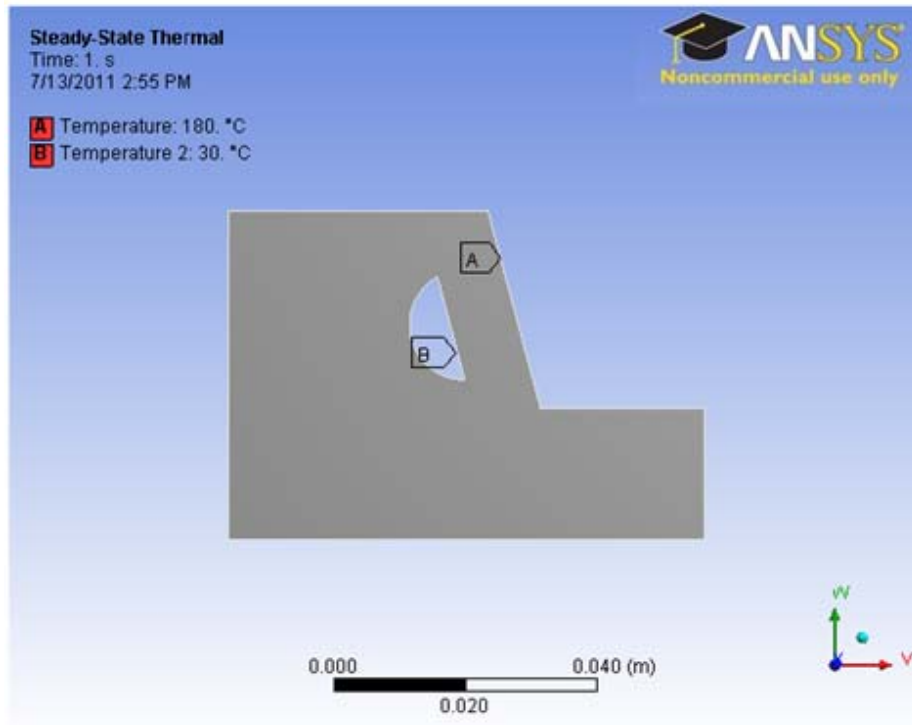 Steady-State Thermal
Time: 1. s
7/13/2011 2:55 PM
A Temperature: 180. °C
B Temperature 2: 30. °C
ANSYS
Noncommercial use only
A
B
0.000 0.040 (m)
0.020
W
V